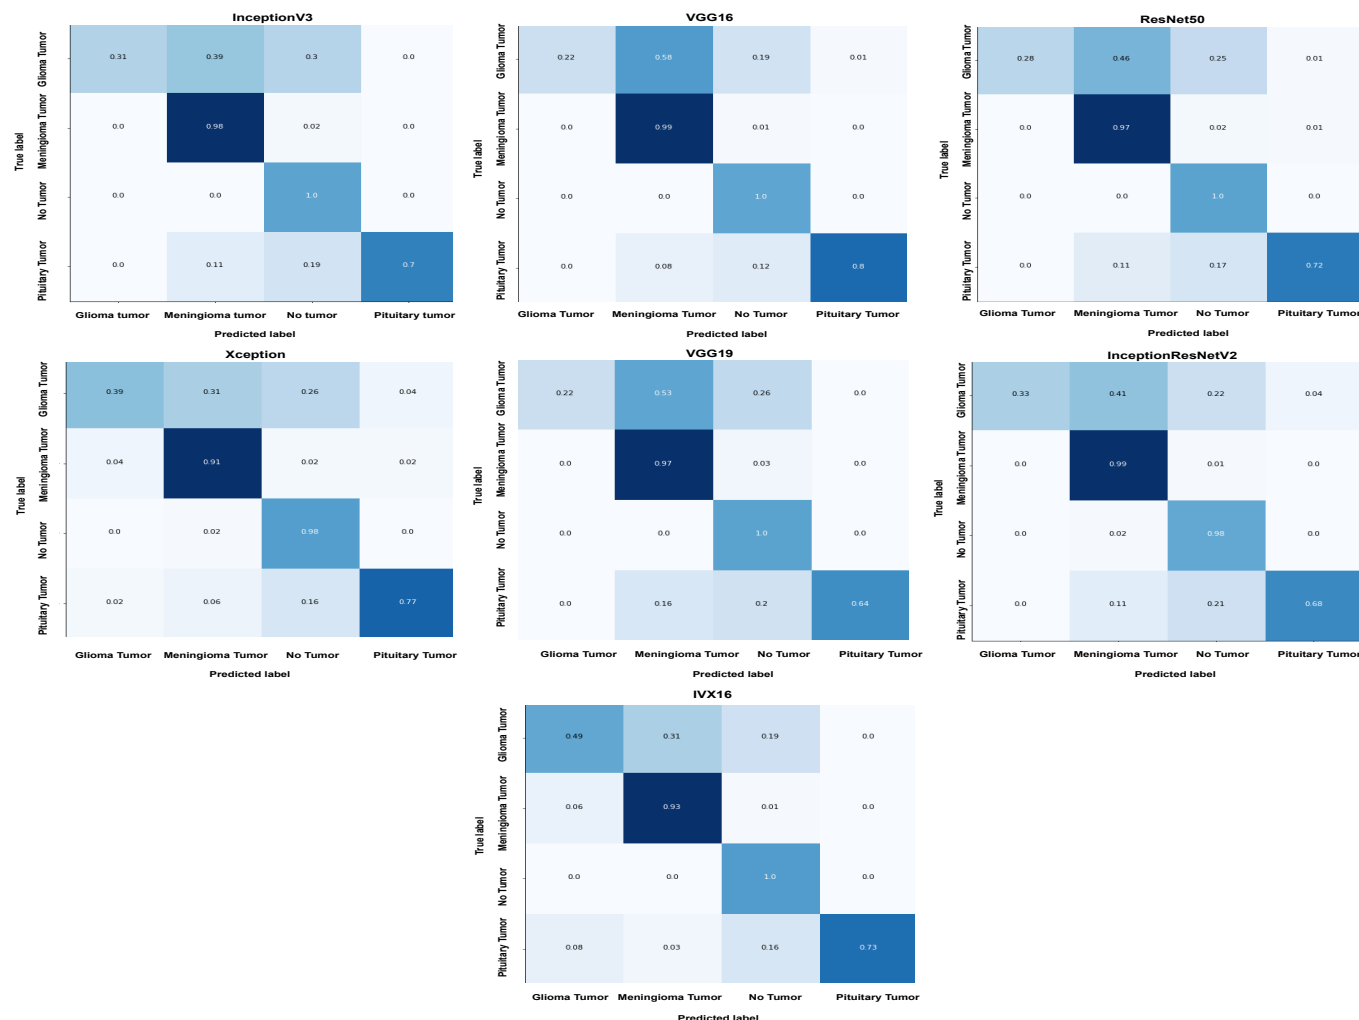 InceptionV3
True label
Glioma Tumor 0.31 0.39 0.3 0.0
Meningioma Tumor 0.0 0.98 0.02 0.0
No Tumor 0.0 0.0 1.0 0.0
Pituitary Tumor 0.0 0.11 0.19 0.7
Glioma tumor Meningioma tumor No tumor Pituitary tumor
Predicted label
VGG16
True label
Glioma Tumor 0.22 0.58 0.19 0.01
Meningioma Tumor 0.0 0.99 0.01 0.0
No Tumor 0.0 0.0 1.0 0.0
Pituitary Tumor 0.0 0.08 0.12 0.8
Glioma Tumor Meningioma Tumor No Tumor Pituitary Tumor
Predicted label
ResNet50
True label
Glioma Tumor 0.28 0.46 0.25 0.01
Meningioma Tumor 0.0 0.97 0.02 0.01
No Tumor 0.0 0.0 1.0 0.0
Pituitary Tumor 0.0 0.11 0.17 0.72
Glioma Tumor Meningioma Tumor No Tumor Pituitary Tumor
Predicted label
Xception
True label
Glioma Tumor 0.39 0.31 0.26 0.04
Meningioma Tumor 0.04 0.91 0.02 0.02
No Tumor 0.0 0.02 0.98 0.0
Pituitary Tumor 0.02 0.06 0.16 0.77
Glioma Tumor Meningioma Tumor No Tumor Pituitary Tumor
Predicted label
VGG19
True label
Glioma Tumor 0.22 0.53 0.26 0.0
Meningioma Tumor 0.0 0.97 0.03 0.0
No Tumor 0.0 0.0 1.0 0.0
Pituitary Tumor 0.0 0.16 0.2 0.64
Glioma Tumor Meningioma Tumor No Tumor Pituitary Tumor
Predicted label
InceptionResNetV2
True label
Glioma Tumor 0.33 0.41 0.22 0.04
Meningioma Tumor 0.0 0.99 0.01 0.0
No Tumor 0.0 0.02 0.98 0.0
Pituitary Tumor 0.0 0.11 0.21 0.68
Glioma Tumor Meningioma Tumor No Tumor Pituitary Tumor
Predicted label
IVX16
True label
Glioma Tumor 0.49 0.31 0.19 0.0
Meningioma Tumor 0.06 0.93 0.01 0.0
No Tumor 0.0 0.0 1.0 0.0
Pituitary Tumor 0.08 0.03 0.16 0.73
Glioma Tumor Meningioma Tumor No Tumor Pituitary Tumor
Predicted label